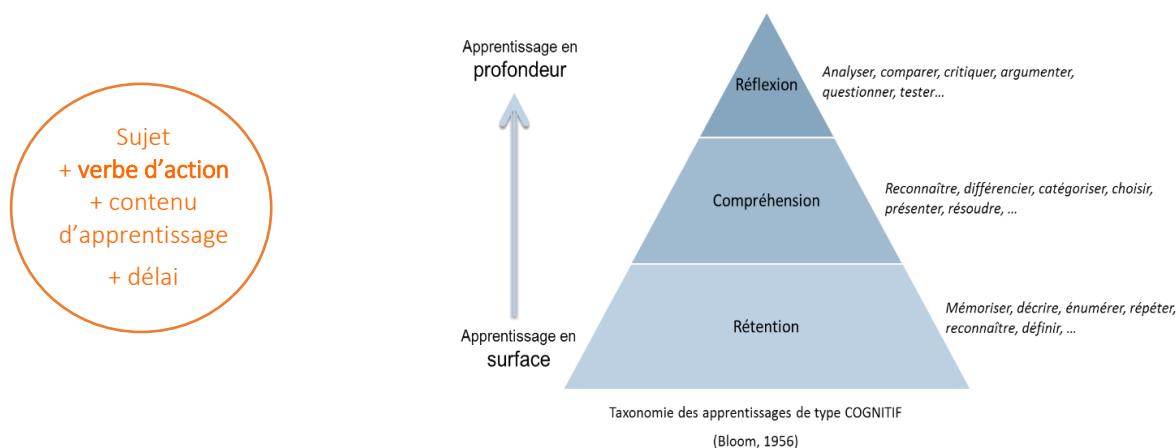 Sujet
+ verbe d’action
+ contenu
d’apprentissage
+ délai
Apprentissage en
profondeur
Apprentissage en
surface
Réflexion
Analyser, comparer, critiquer, argumenter,
questionner, tester…
Compréhension
Reconnaître, différencier, catégoriser, choisir,
présenter, résoudre, …
Rétention
Mémoriser, décrire, énumérer, répéter,
reconnaître, définir, …
Taxonomie des apprentissages de type COGNITIF
(Bloom, 1956)